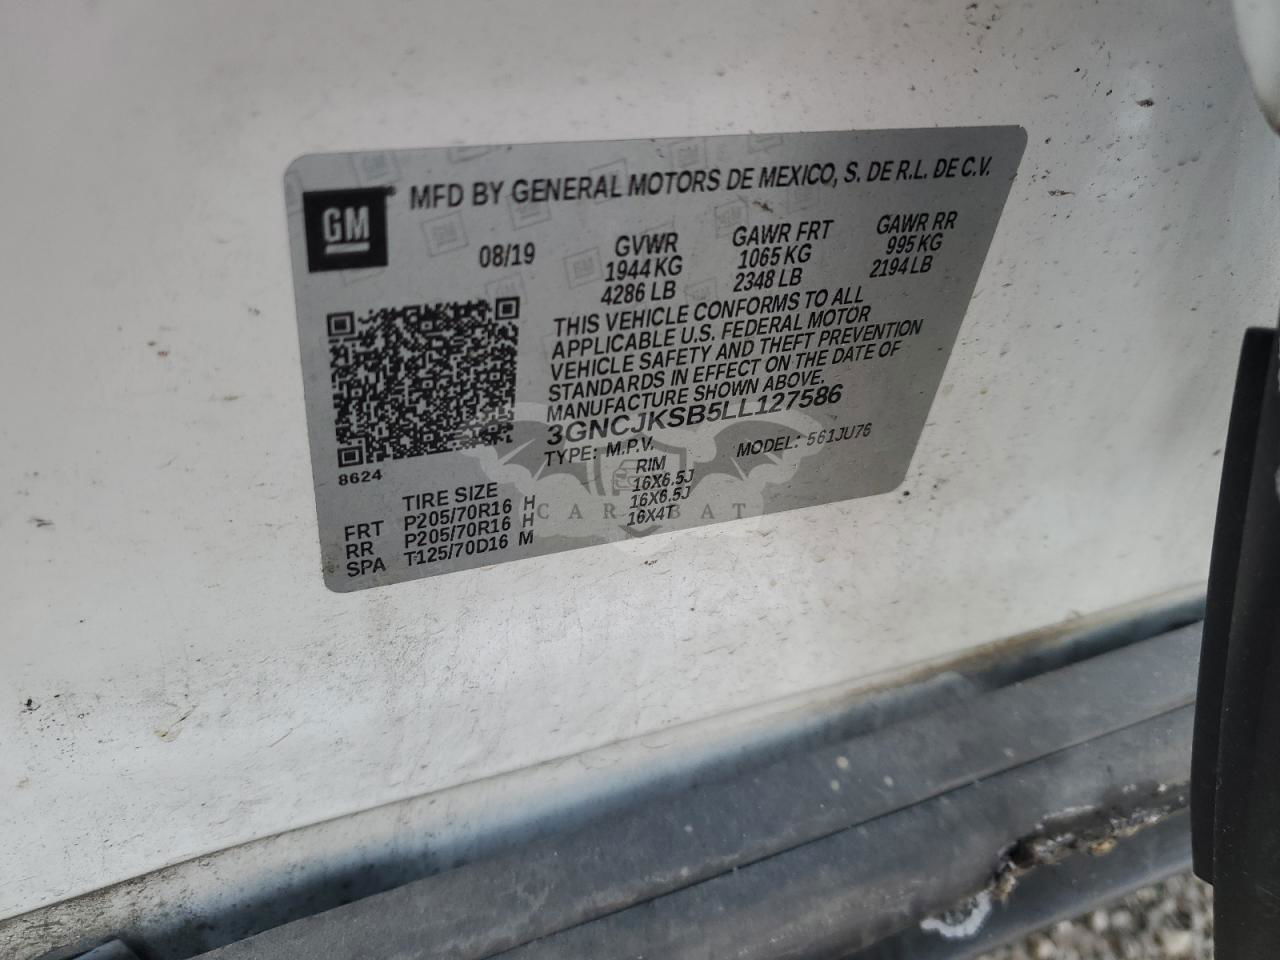 GM
MFD BY GENERAL MOTORS DE MEXICO, S. DE R.L. DE C.V.
08/19
GVWR GAWR FRT GAWR RR
1944 KG 1065 KG 995 KG
4286 LB 2348 LB 2194 LB
THIS VEHICLE CONFORMS TO ALL
APPLICABLE U.S. FEDERAL MOTOR
VEHICLE SAFETY AND THEFT PREVENTION
STANDARDS IN EFFECT ON THE DATE OF
MANUFACTURE SHOWN ABOVE.
3GNCJKSB5LL127586
TYPE: M.P.V. MODEL: 561JU76
8624
TIRE SIZE RIM
FRT P205/70R16 H 16X6.5J
RR P205/70R16 H 16X6.5J
SPA T125/70D16 M 16X4T
CAR BAT